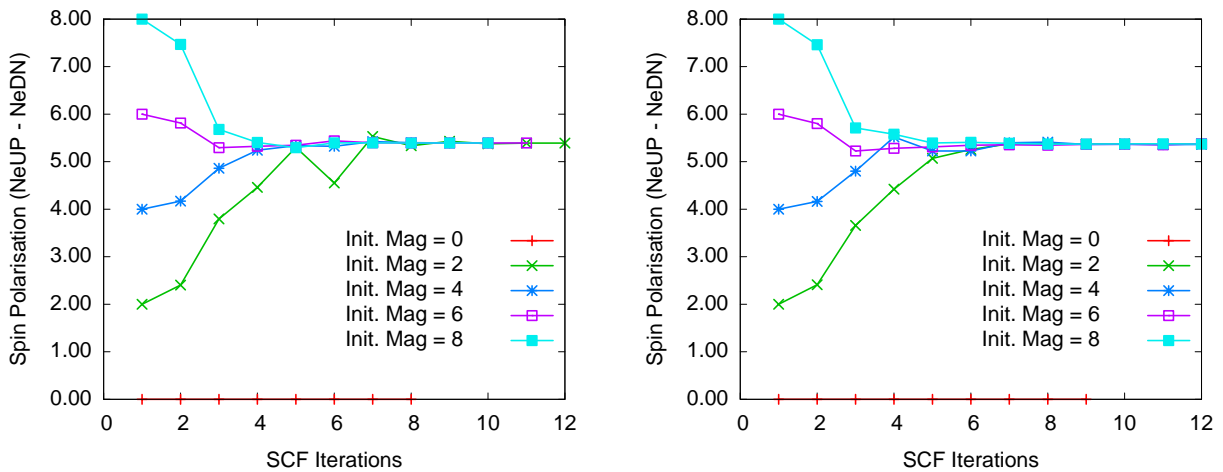 Spin Polarisation (NeUP - NeDN)
8.00
7.00
6.00
5.00
4.00
3.00
2.00
1.00
0.00
Init. Mag = 0
Init. Mag = 2
Init. Mag = 4
Init. Mag = 6
Init. Mag = 8
0 2 4 6 8 10 12
SCF Iterations
Spin Polarisation (NeUP - NeDN)
8.00
7.00
6.00
5.00
4.00
3.00
2.00
1.00
0.00
Init. Mag = 0
Init. Mag = 2
Init. Mag = 4
Init. Mag = 6
Init. Mag = 8
0 2 4 6 8 10 12
SCF Iterations